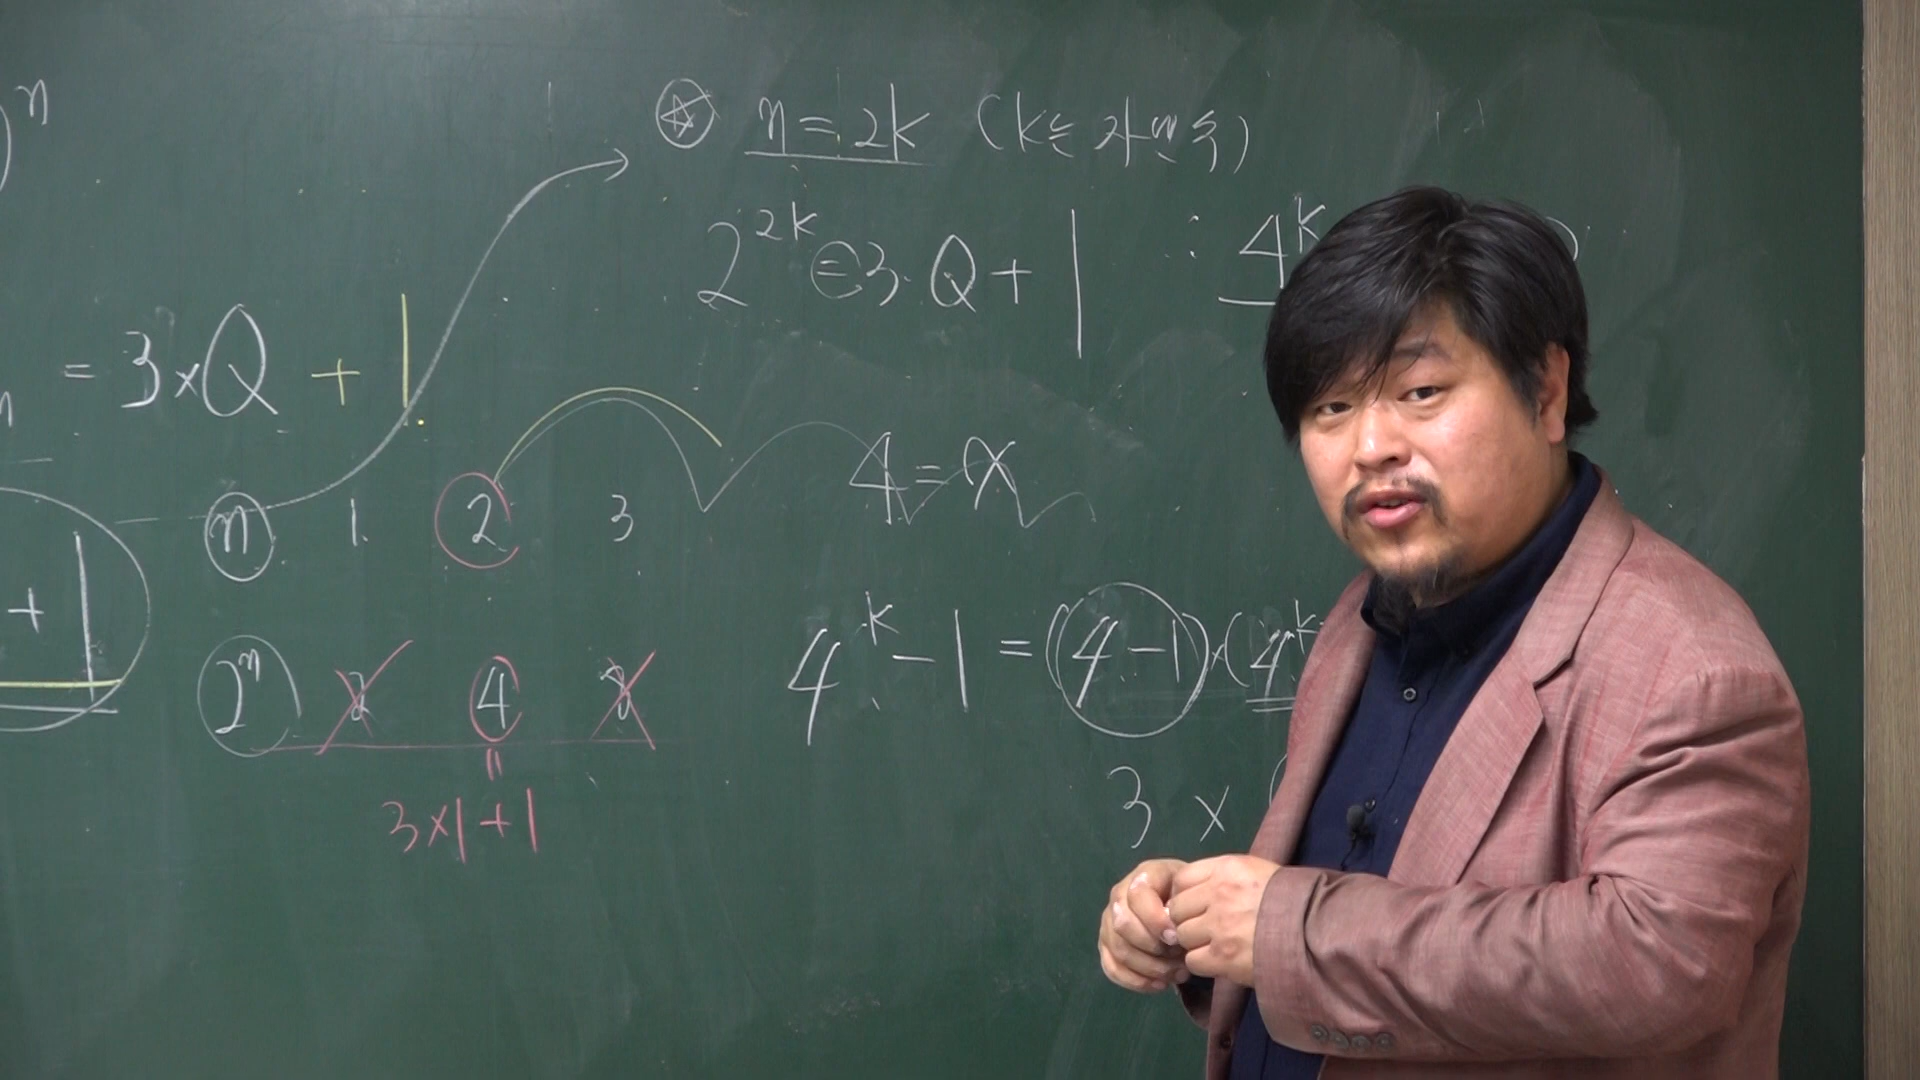 )ⁿ
☆ n = 2k (k는 자연수)
2²ᵏ = 3·Q + 1 ∴ 4ᵏ
= 3×Q + 1
4 = x
n 1 2 3
+ 1
4ᵏ - 1 = (4-1)×(4ᵏ
2ⁿ 2 4 8
3 ×
=
3×1+1